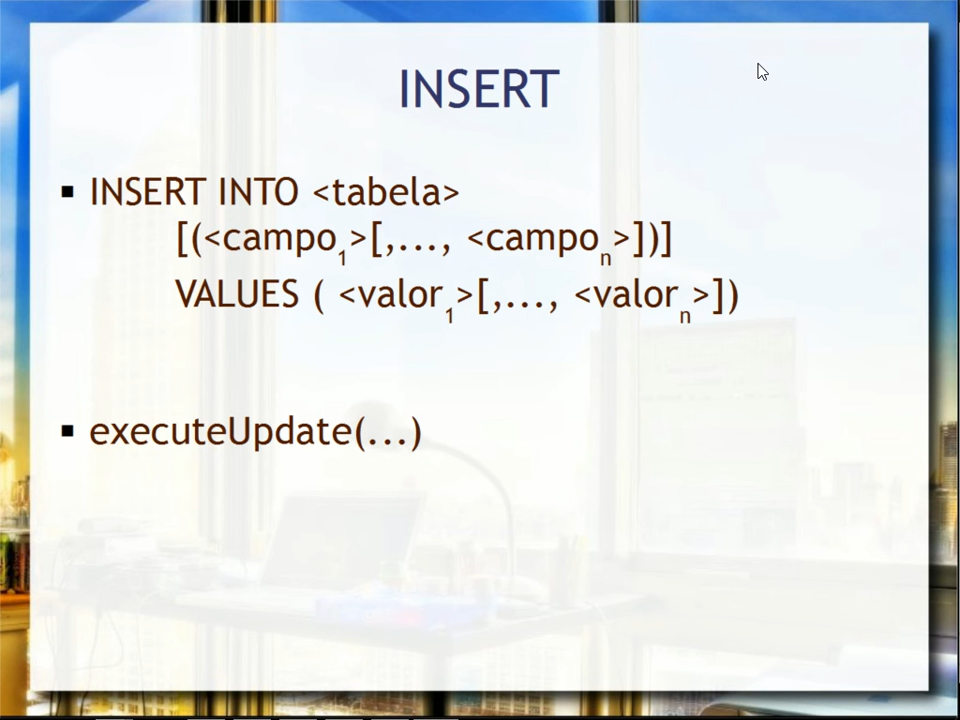 INSERT
▪ INSERT INTO <tabela>
[(<campo1>[,..., <campon>])]
VALUES ( <valor1>[,..., <valorn>])
▪ executeUpdate(...)